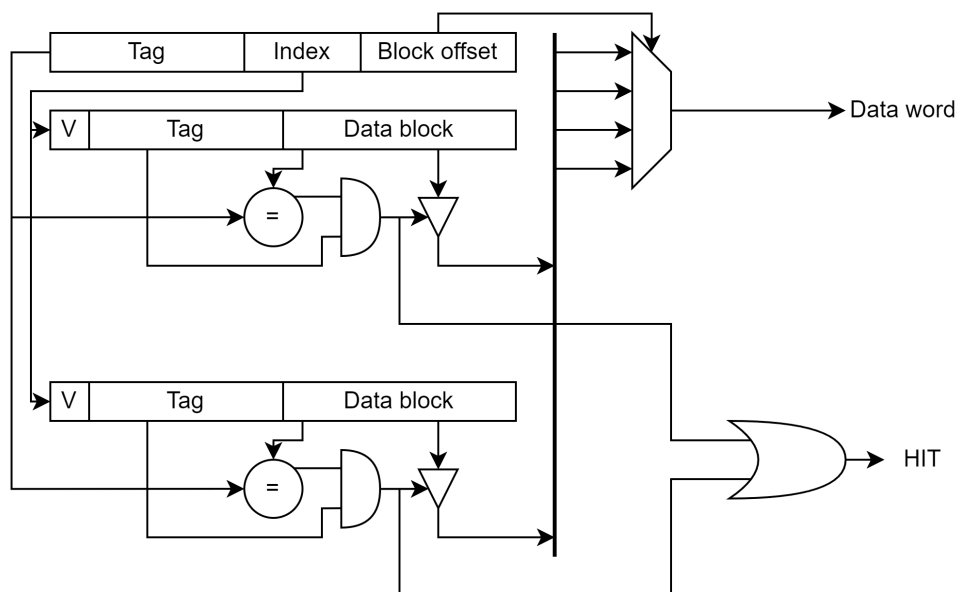 Tag Index Block offset
V Tag Data block
Data word
=
V Tag Data block
HIT
=